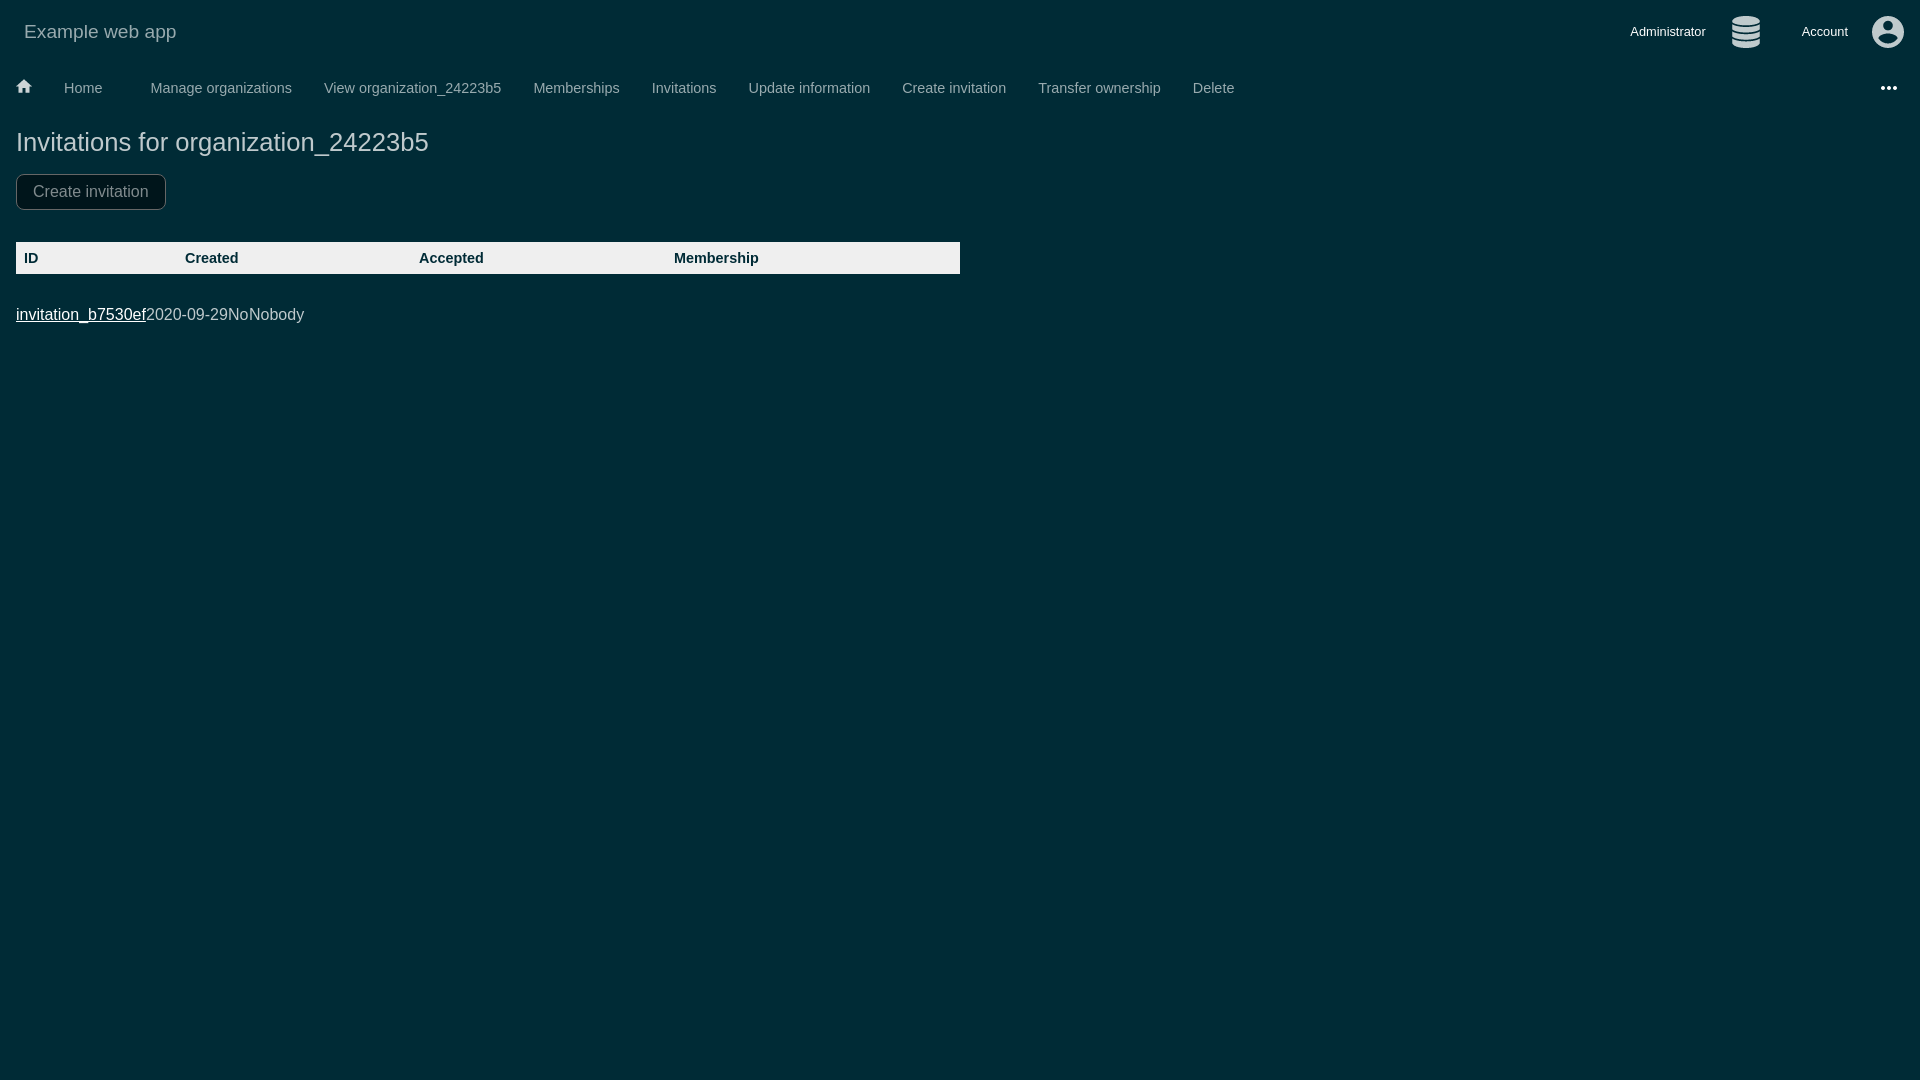 Example web app
Administrator
Account
Home
Manage organizations
View organization_24223b5
Memberships
Invitations
Update information
Create invitation
Transfer ownership
Delete
Invitations for organization_24223b5
Create invitation
ID Created Accepted Membership
invitation_b7530ef2020-09-29NoNobody